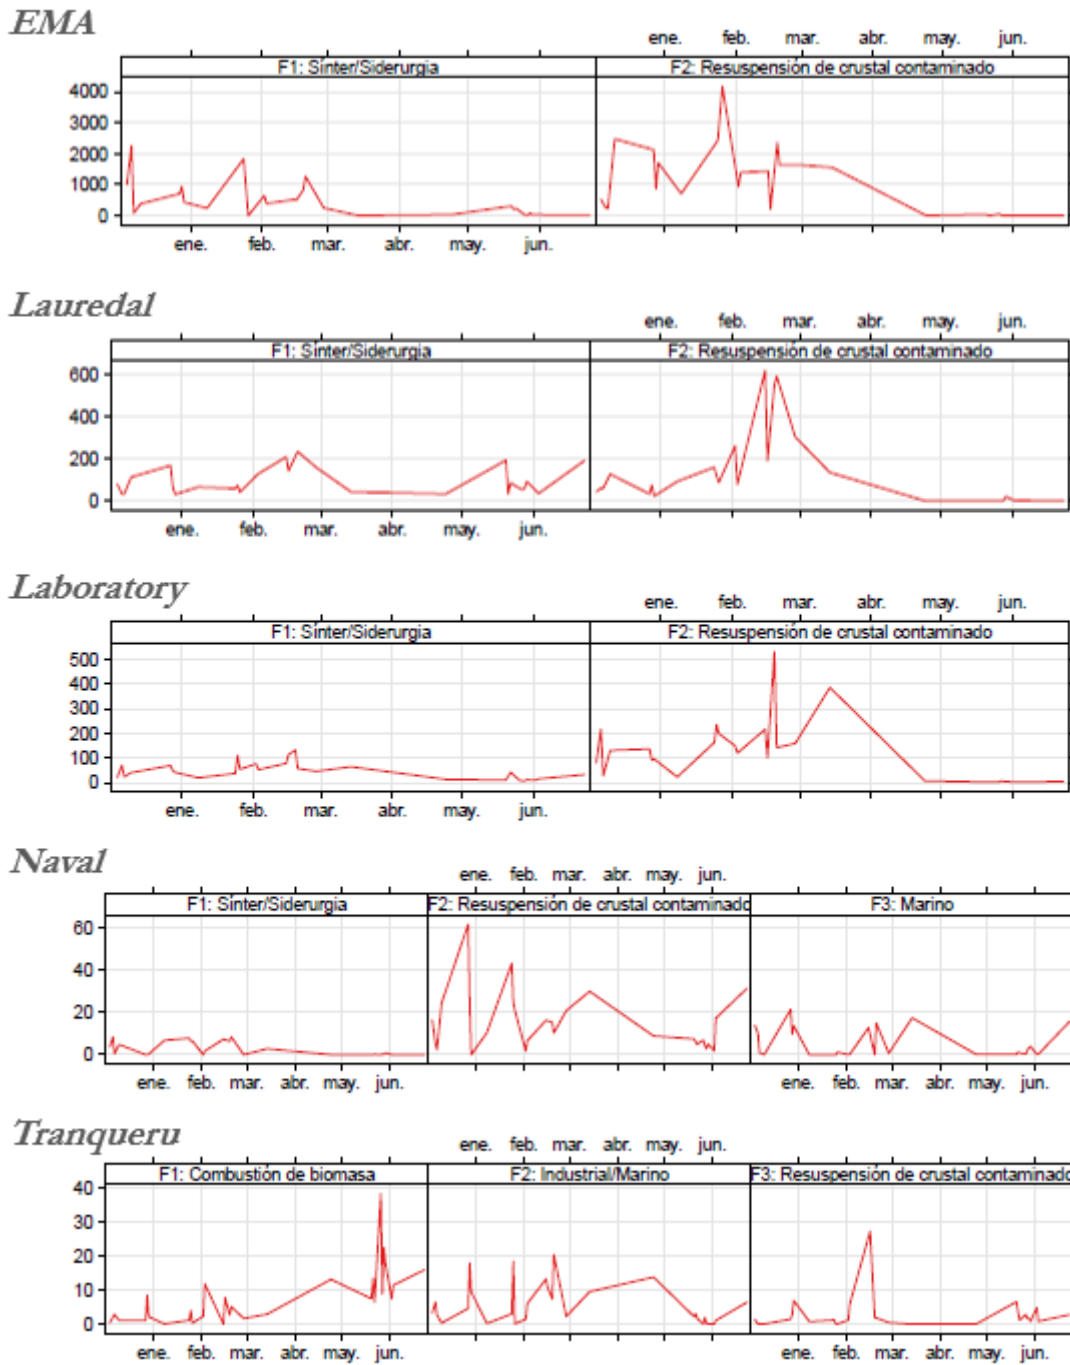 EMA
ene. feb. mar. abr. may. jun.
F1: Sínter/Siderurgia F2: Resuspensión de crustal contaminado
4000
3000
2000
1000
0
ene. feb. mar. abr. may. jun.
Lauredal
ene. feb. mar. abr. may. jun.
F1: Sínter/Siderurgia F2: Resuspensión de crustal contaminado
600
400
200
0
ene. feb. mar. abr. may. jun.
Laboratory
ene. feb. mar. abr. may. jun.
F1: Sínter/Siderurgia F2: Resuspensión de crustal contaminado
500
400
300
200
100
0
ene. feb. mar. abr. may. jun.
Naval
ene. feb. mar. abr. may. jun.
F1: Sínter/Siderurgia F2: Resuspensión de crustal contaminado F3: Marino
60
40
20
0
ene. feb. mar. abr. may. jun. ene. feb. mar. abr. may. jun.
Tranqueru
ene. feb. mar. abr. may. jun.
F1: Combustión de biomasa F2: Industrial/Marino F3: Resuspensión de crustal contaminado
40
30
20
10
0
ene. feb. mar. abr. may. jun. ene. feb. mar. abr. may. jun.